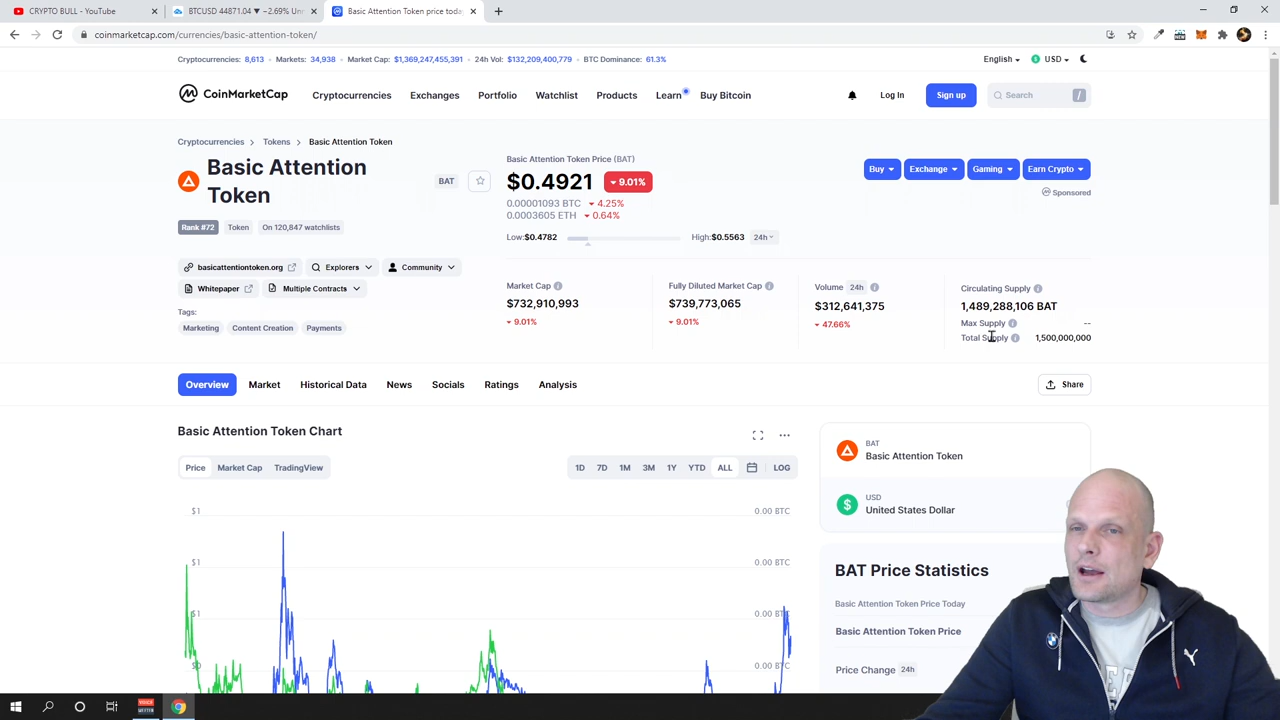 CRYPTO BULL - YouTube
BTCUSD 44871.04 ▼ −2.69% Un
Basic Attention Token price today
coinmarketcap.com/currencies/basic-attention-token/
Cryptocurrencies: 8,613 Markets: 34,938 Market Cap: $1,369,247,455,391 24h Vol: $132,209,400,779 BTC Dominance: 61.3%
English USD
CoinMarketCap Cryptocurrencies Exchanges Portfolio Watchlist Products Learn Buy Bitcoin Log In Sign up Search /
Cryptocurrencies > Tokens > Basic Attention Token
Basic Attention
Token
BAT
Rank #72 Token On 120,847 watchlists
basicattentiontoken.org Explorers Community
Whitepaper Multiple Contracts
Tags:
Marketing Content Creation Payments
Basic Attention Token Price (BAT)
$0.4921 9.01%
0.00001093 BTC 4.25%
0.0003605 ETH 0.64%
Low:$0.4782 High:$0.5563 24h
Buy Exchange Gaming Earn Crypto
Sponsored
Market Cap
$732,910,993
9.01%
Fully Diluted Market Cap
$739,773,065
9.01%
Volume 24h
$312,641,375
47.66%
Circulating Supply
1,489,288,106 BAT
Max Supply --
Total Supply 1,500,000,000
Overview Market Historical Data News Socials Ratings Analysis Share
Basic Attention Token Chart
Price Market Cap TradingView 1D 7D 1M 3M 1Y YTD ALL LOG
$1 0.00 BTC
$1 0.00 BTC
$1 0.00 BTC
$0 0.00 BTC
BAT
Basic Attention Token
USD
United States Dollar
BAT Price Statistics
Basic Attention Token Price Today
Basic Attention Token Price
Price Change 24h